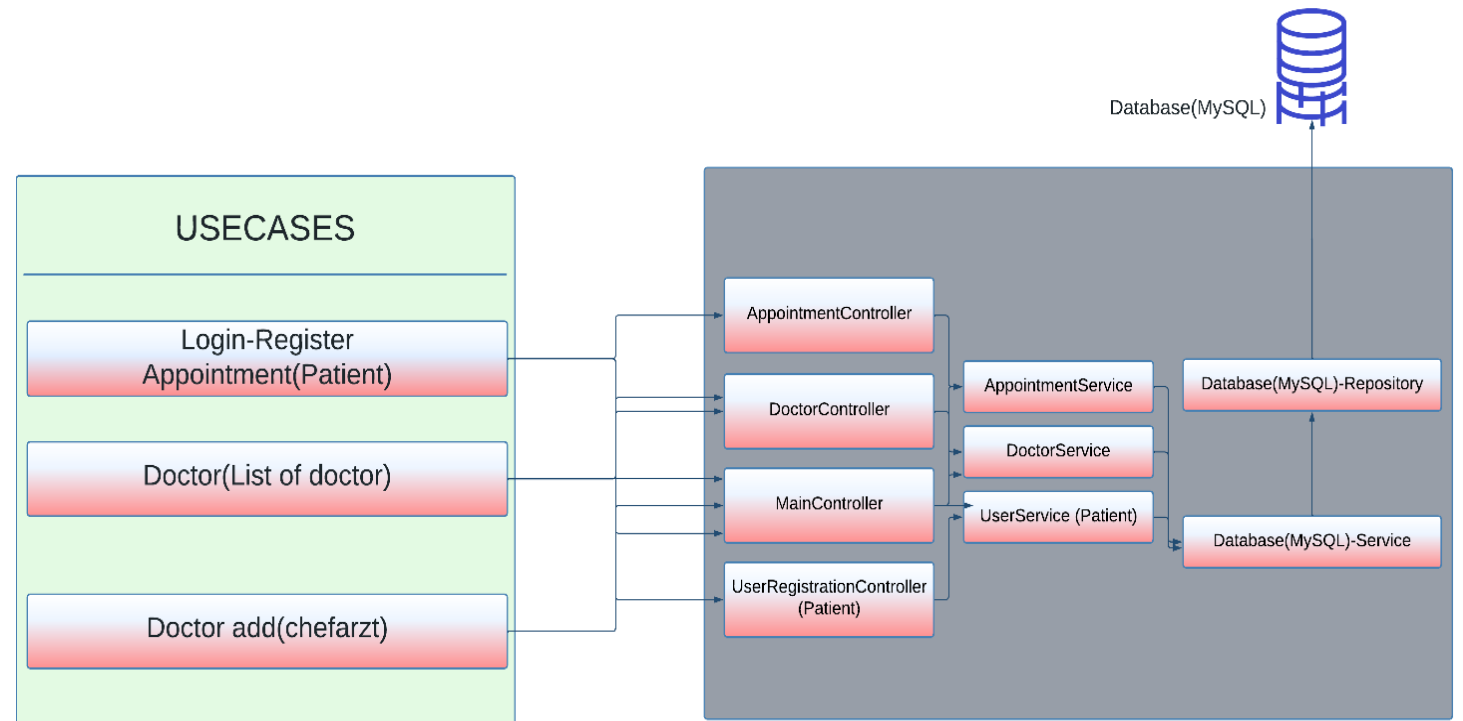 Database(MySQL)
USECASES
Login-Register
Appointment(Patient)
Doctor(List of doctor)
Doctor add(chefarzt)
AppointmentController
DoctorController
MainController
UserRegistrationController
(Patient)
AppointmentService
DoctorService
UserService (Patient)
Database(MySQL)-Repository
Database(MySQL)-Service